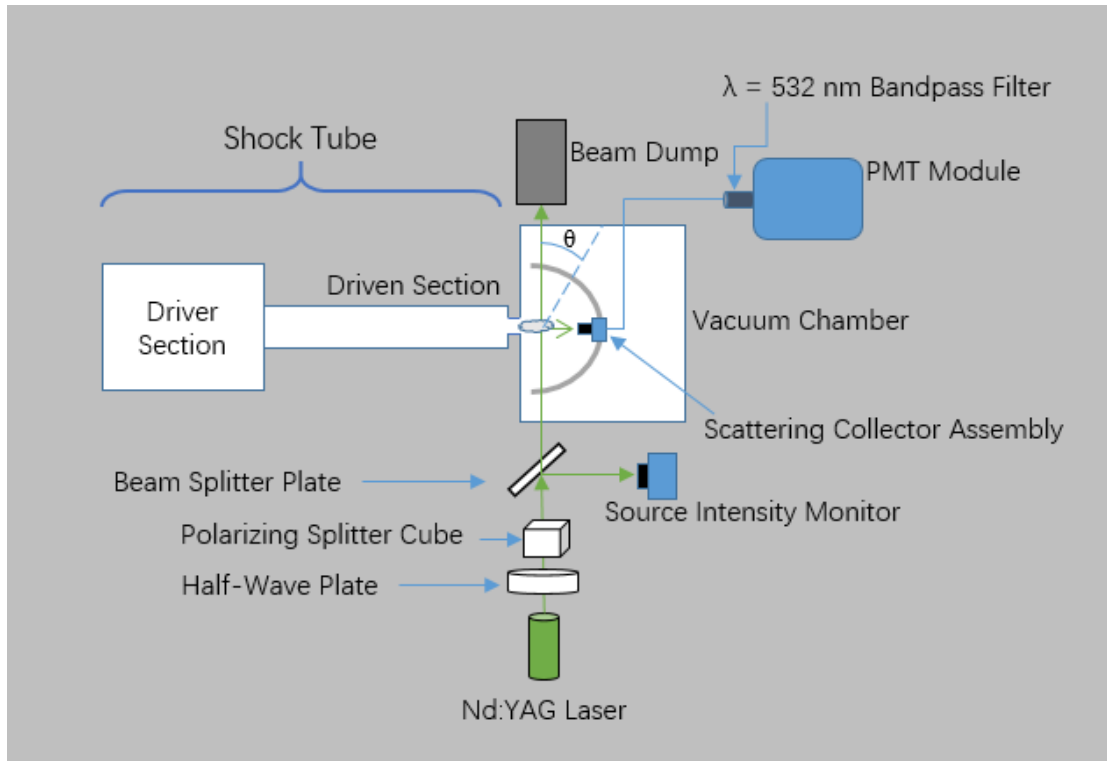 λ = 532 nm Bandpass Filter
Shock Tube
Beam Dump
PMT Module
θ
Driven Section
Driver
Section
Vacuum Chamber
Scattering Collector Assembly
Beam Splitter Plate
Source Intensity Monitor
Polarizing Splitter Cube
Half-Wave Plate
Nd:YAG Laser